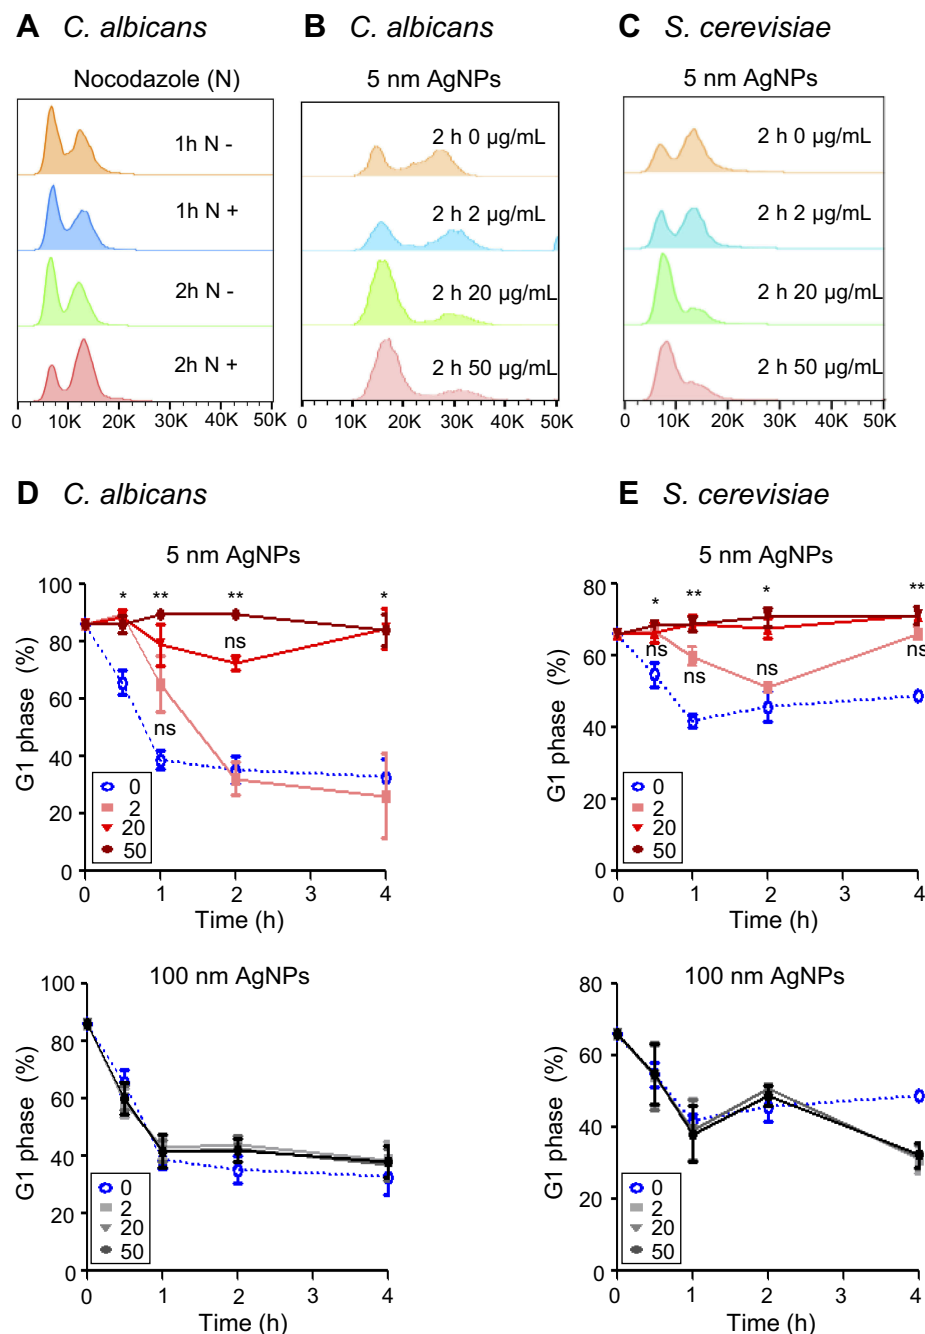 A C. albicans
B C. albicans
C S. cerevisiae
Nocodazole (N)
5 nm AgNPs
5 nm AgNPs
1h N -
1h N +
2h N -
2h N +
0 10K 20K 30K 40K 50K
2 h 0 µg/mL
2 h 2 µg/mL
2 h 20 µg/mL
2 h 50 µg/mL
0 10K 20K 30K 40K 50K
2 h 0 µg/mL
2 h 2 µg/mL
2 h 20 µg/mL
2 h 50 µg/mL
0 10K 20K 30K 40K 50K
D C. albicans
5 nm AgNPs
G1 phase (%)
100
80
60
40
20
0
* ** ** *
ns
ns
0
2
20
50
0 1 2 3 4
Time (h)
E S. cerevisiae
5 nm AgNPs
G1 phase (%)
80
60
40
20
0
* ** * **
ns ns ns ns
0
2
20
50
0 1 2 3 4
Time (h)
100 nm AgNPs
G1 phase (%)
100
80
60
40
20
0
0
2
20
50
0 1 2 3 4
Time (h)
100 nm AgNPs
G1 phase (%)
80
60
40
20
0
0
2
20
50
0 1 2 3 4
Time (h)